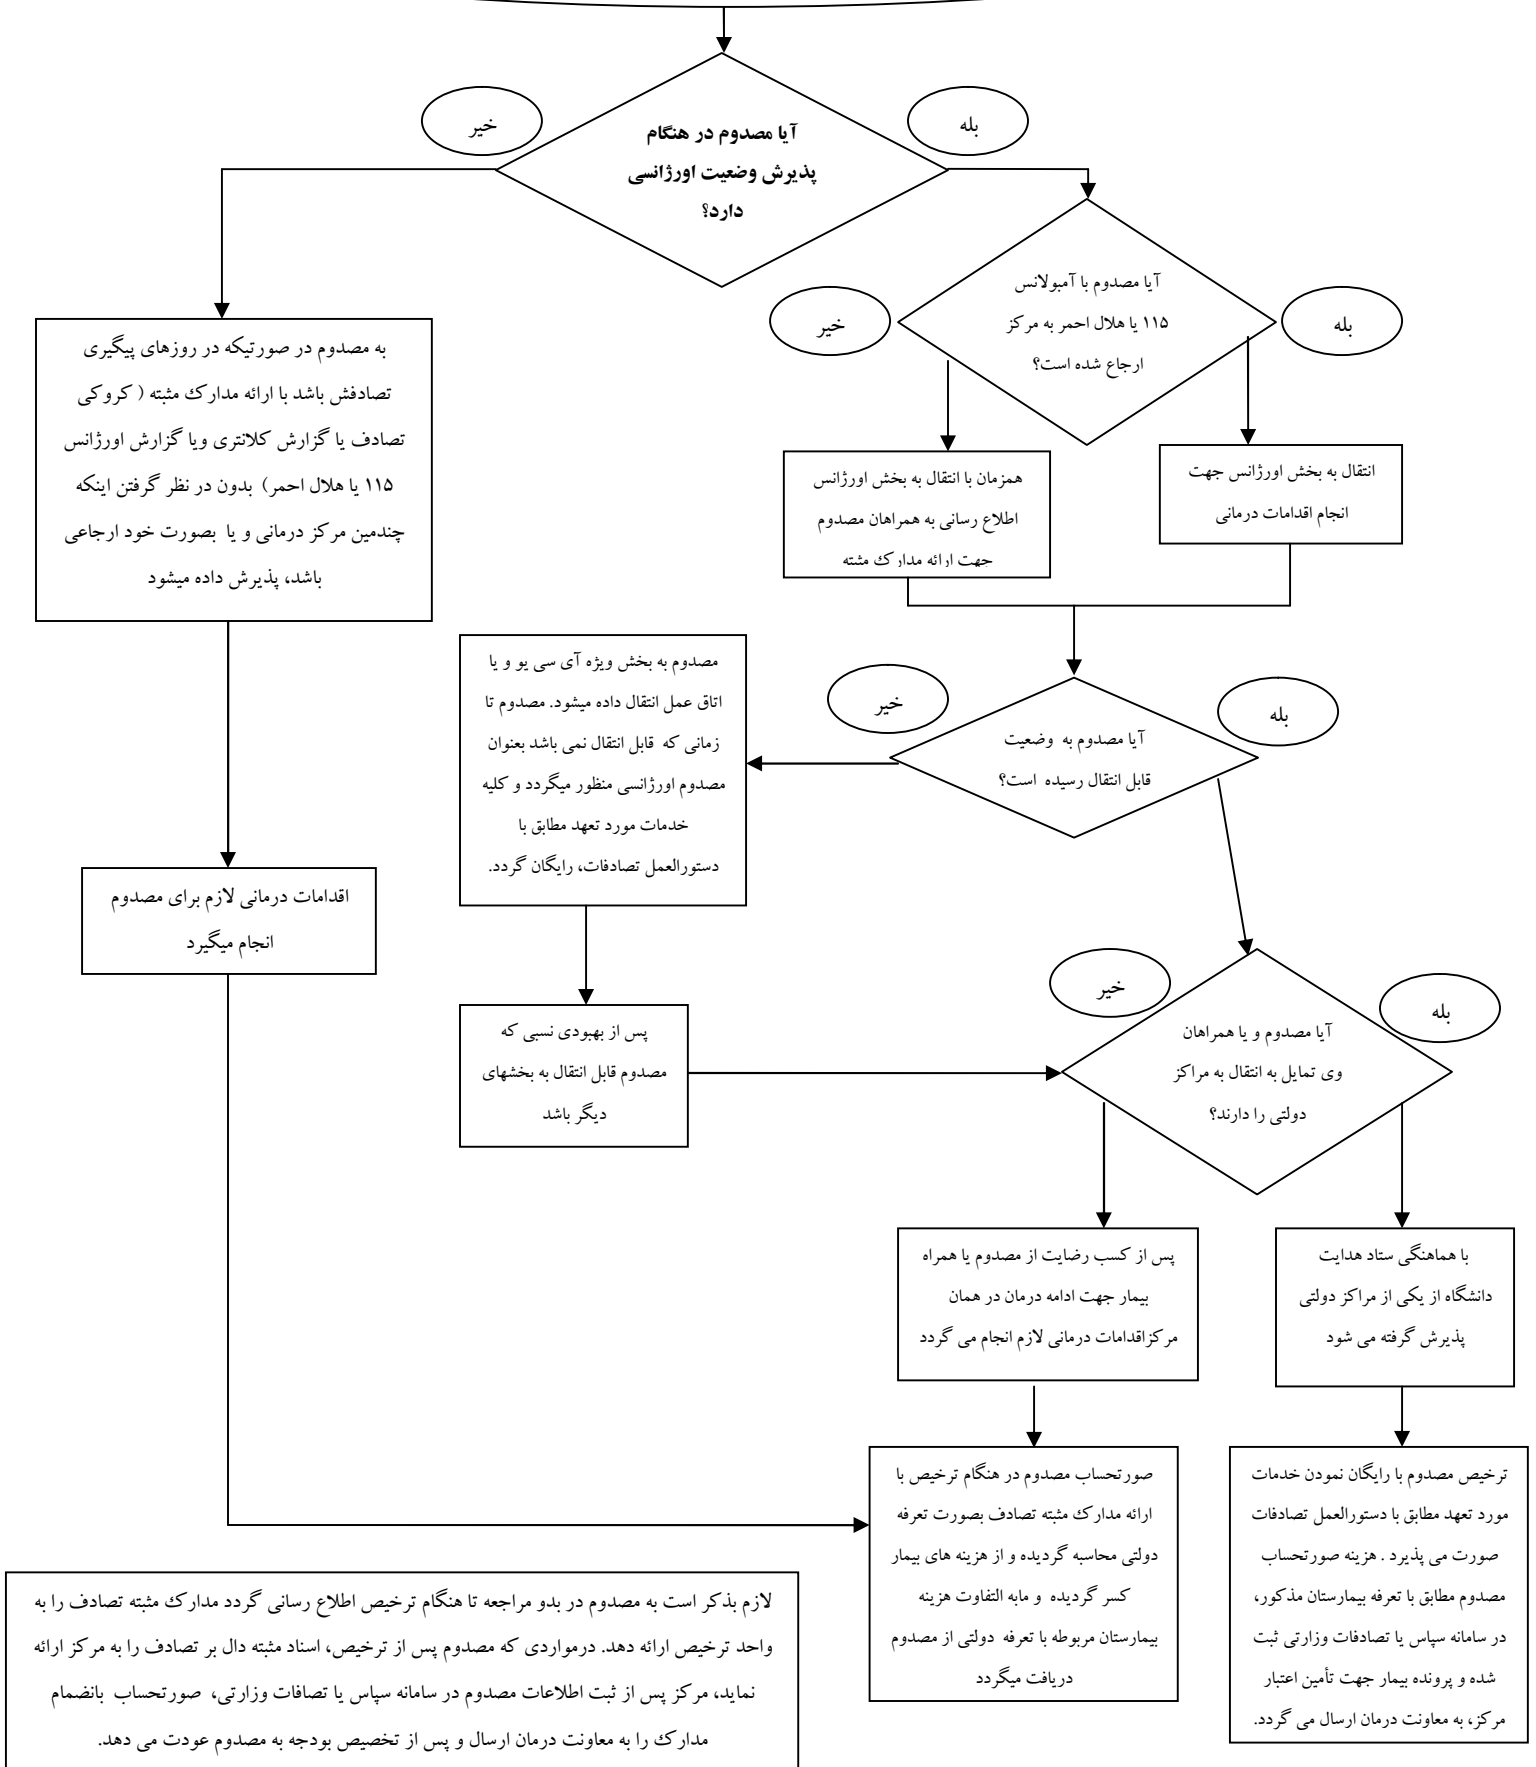 آیا مصدوم در هنگام
پذیرش وضعیت اورژانسی
دارد؟
خیر
بله
آیا مصدوم با آمبولانس
۱۱۵ یا هلال احمر به مرکز
ارجاع شده است؟
خیر
بله
به مصدوم در صورتیکه در روزهای پیگیری
تصادفش باشد با ارائه مدارک مثبته ( کروکی
تصادف یا گزارش کلانتری ویا گزارش اورژانس
۱۱۵ یا هلال احمر) بدون در نظر گرفتن اینکه
چندمین مرکز درمانی و یا بصورت خود ارجاعی
باشد، پذیرش داده میشود
همزمان با انتقال به بخش اورژانس
اطلاع رسانی به همراهان مصدوم
جهت ارائه مدارک مثبته
انتقال به بخش اورژانس جهت
انجام اقدامات درمانی
مصدوم به بخش ویژه آی سی یو و یا
اتاق عمل انتقال داده میشود. مصدوم تا
زمانی که قابل انتقال نمی باشد بعنوان
مصدوم اورژانسی منظور میگردد و کلیه
خدمات مورد تعهد مطابق با
دستورالعمل تصادفات، رایگان گردد.
خیر
بله
آیا مصدوم به وضعیت
قابل انتقال رسیده است؟
اقدامات درمانی لازم برای مصدوم
انجام میگیرد
پس از بهبودی نسبی که
مصدوم قابل انتقال به بخشهای
دیگر باشد
خیر
بله
آیا مصدوم و یا همراهان
وی تمایل به انتقال به مراکز
دولتی را دارند؟
پس از کسب رضایت از مصدوم یا همراه
بیمار جهت ادامه درمان در همان
مرکزاقدامات درمانی لازم انجام می گردد
با هماهنگی ستاد هدایت
دانشگاه از یکی از مراکز دولتی
پذیرش گرفته می شود
صورتحساب مصدوم در هنگام ترخیص با
ارائه مدارک مثبته تصادف بصورت تعرفه
دولتی محاسبه گردیده و از هزینه های بیمار
کسر گردیده و مابه التفاوت هزینه
بیمارستان مربوطه با تعرفه دولتی از مصدوم
دریافت میگردد
ترخیص مصدوم با رایگان نمودن خدمات
مورد تعهد مطابق با دستورالعمل تصادفات
صورت می پذیرد . هزینه صورتحساب
مصدوم مطابق با تعرفه بیمارستان مذکور،
در سامانه سپاس یا تصادفات وزارتی ثبت
شده و پرونده بیمار جهت تأمین اعتبار
مرکز، به معاونت درمان ارسال می گردد.
لازم بذکر است به مصدوم در بدو مراجعه تا هنگام ترخیص اطلاع رسانی گردد مدارک مثبته تصادف را به
واحد ترخیص ارائه دهد. درمواردی که مصدوم پس از ترخیص، اسناد مثبته دال بر تصادف را به مرکز ارائه
نماید، مرکز پس از ثبت اطلاعات مصدوم در سامانه سپاس یا تصافات وزارتی، صورتحساب بانضمام
مدارک را به معاونت درمان ارسال و پس از تخصیص بودجه به مصدوم عودت می دهد.